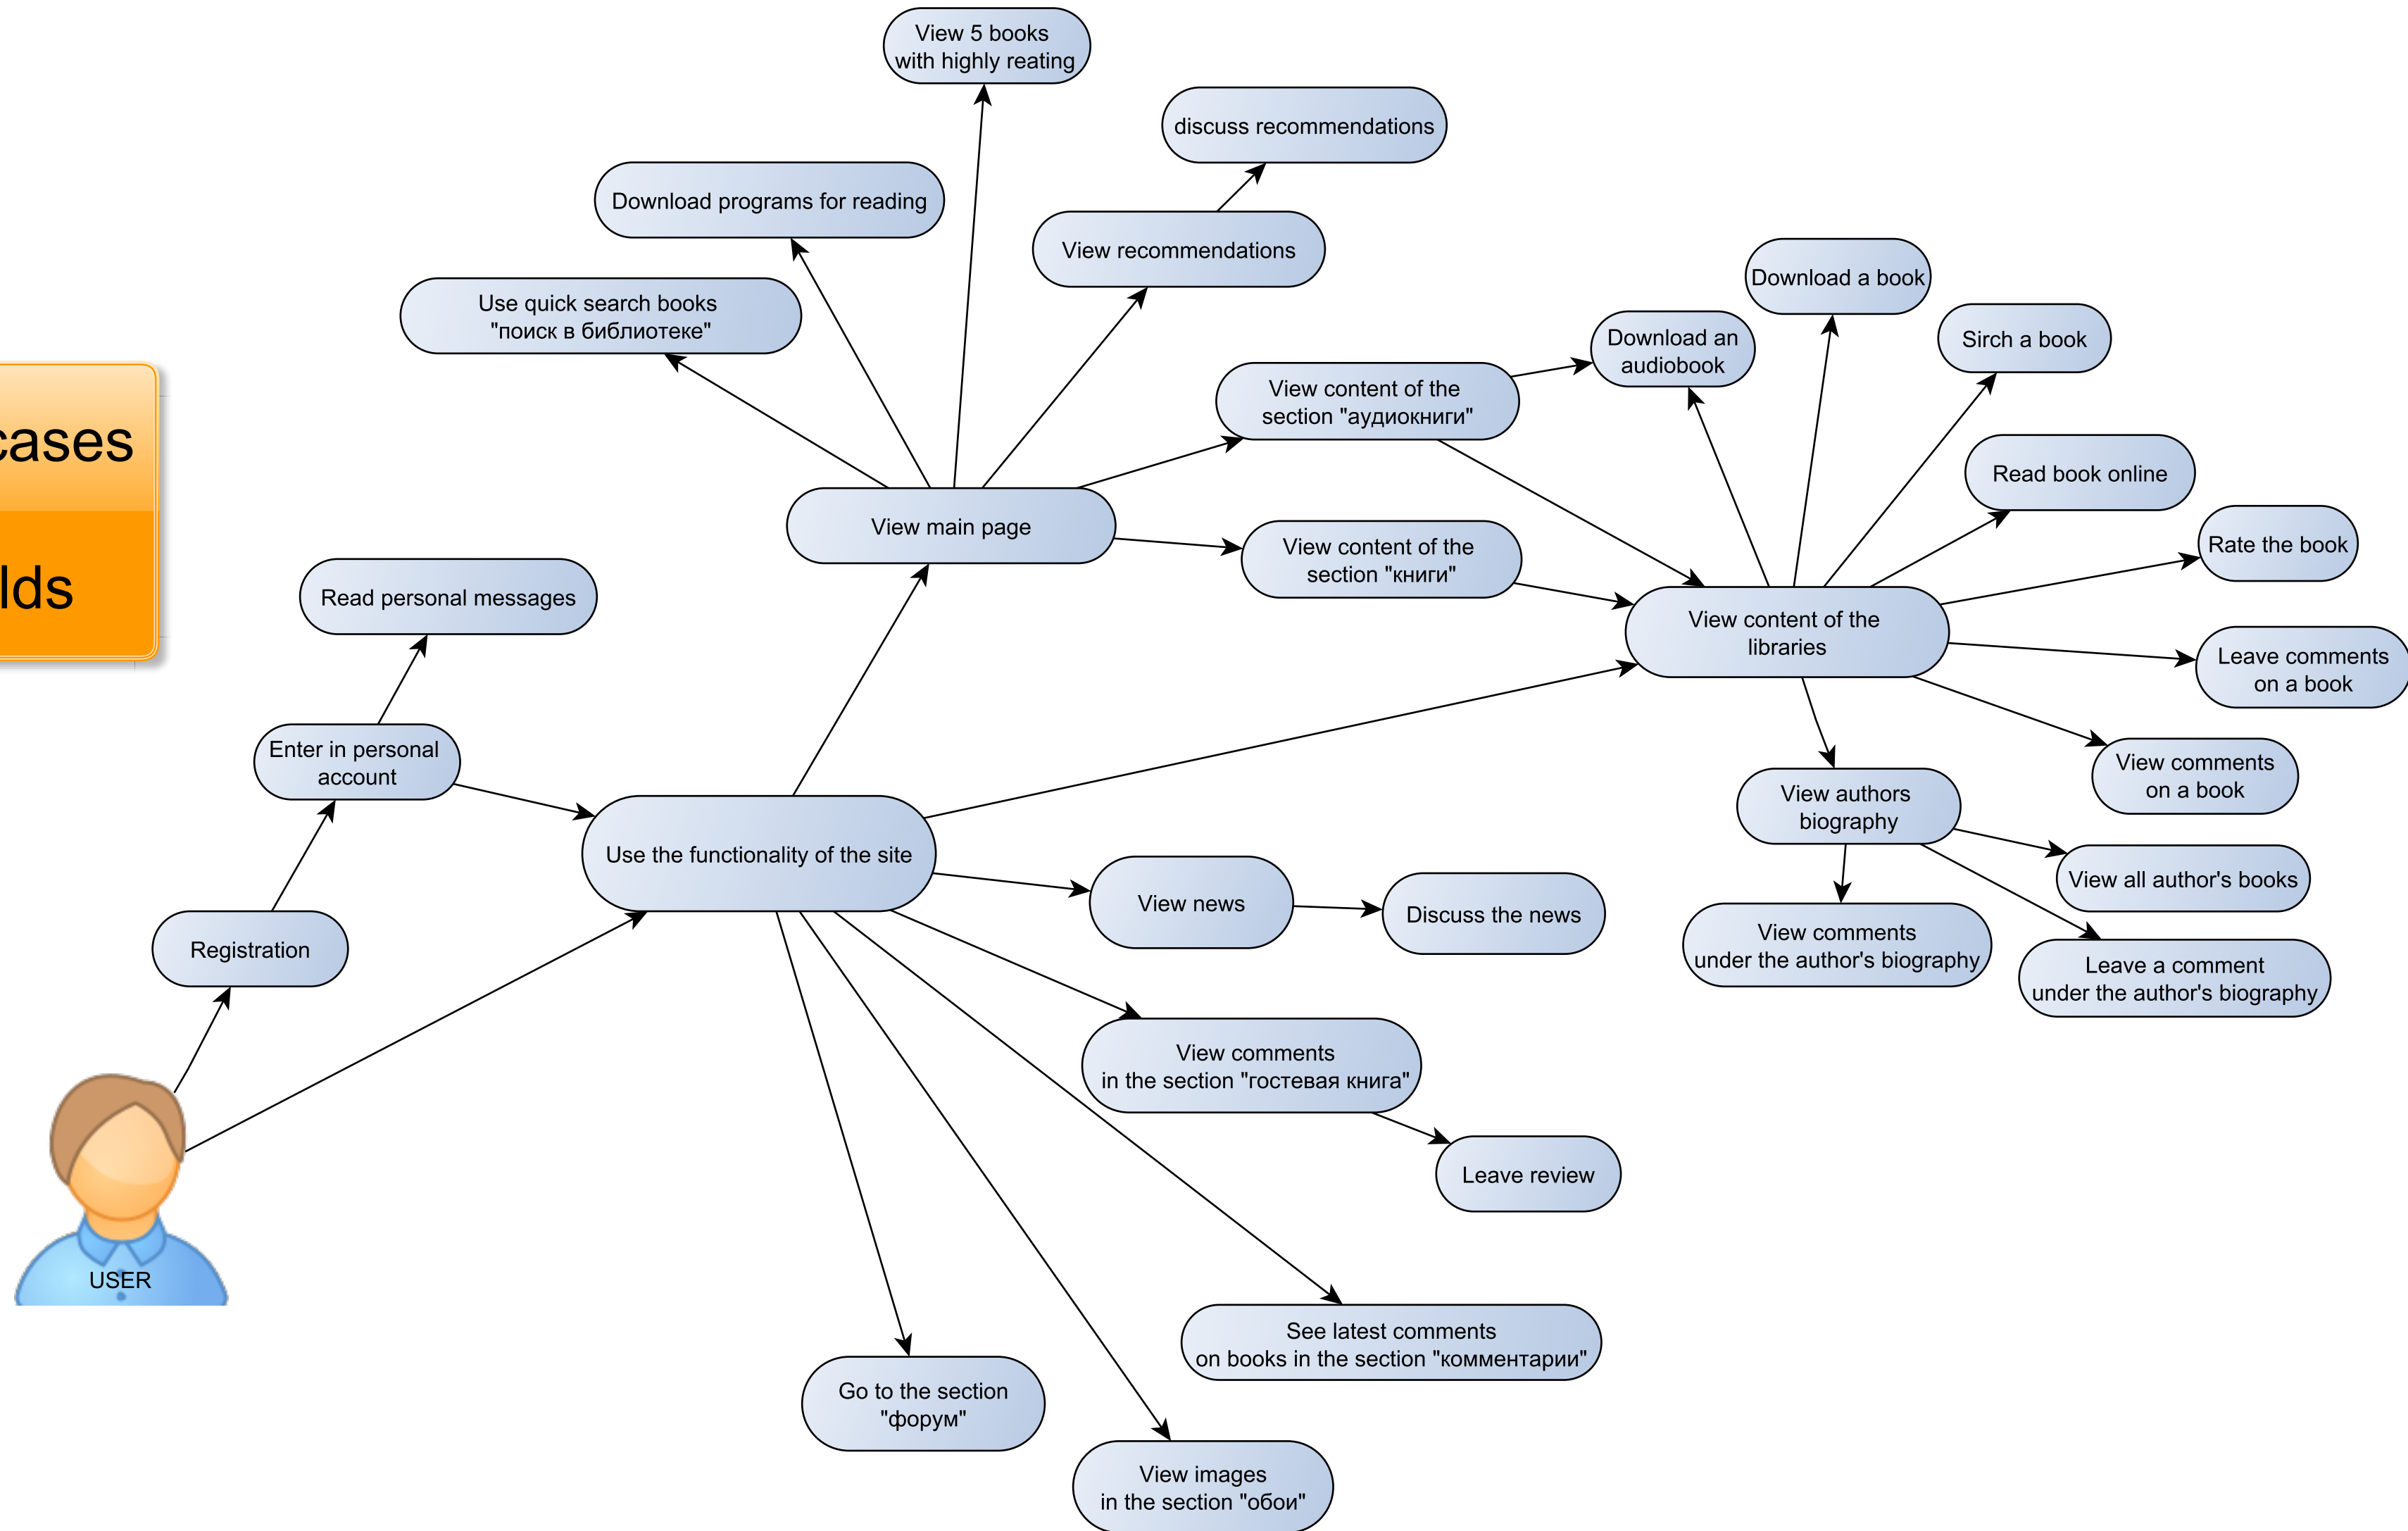 View 5 books
with highly reating
discuss recommendations
Download programs for reading
View recommendations
Use quick search books
"поиск в библиотеке"
Download a book
Download an
audiobook
Sirch a book
View content of the
section "аудиокниги"
cases
Read book online
View main page
View content of the
section "книги"
Rate the book
lds
Read personal messages
View content of the
libraries
Leave comments
on a book
Enter in personal
account
View comments
on a book
View authors
biography
Use the functionality of the site
View all author's books
View news
Discuss the news
View comments
under the author's biography
Registration
Leave a comment
under the author's biography
View comments
in the section "гостевая книга"
Leave review
USER
See latest comments
on books in the section "комментарии"
Go to the section
"форум"
View images
in the section "обои"